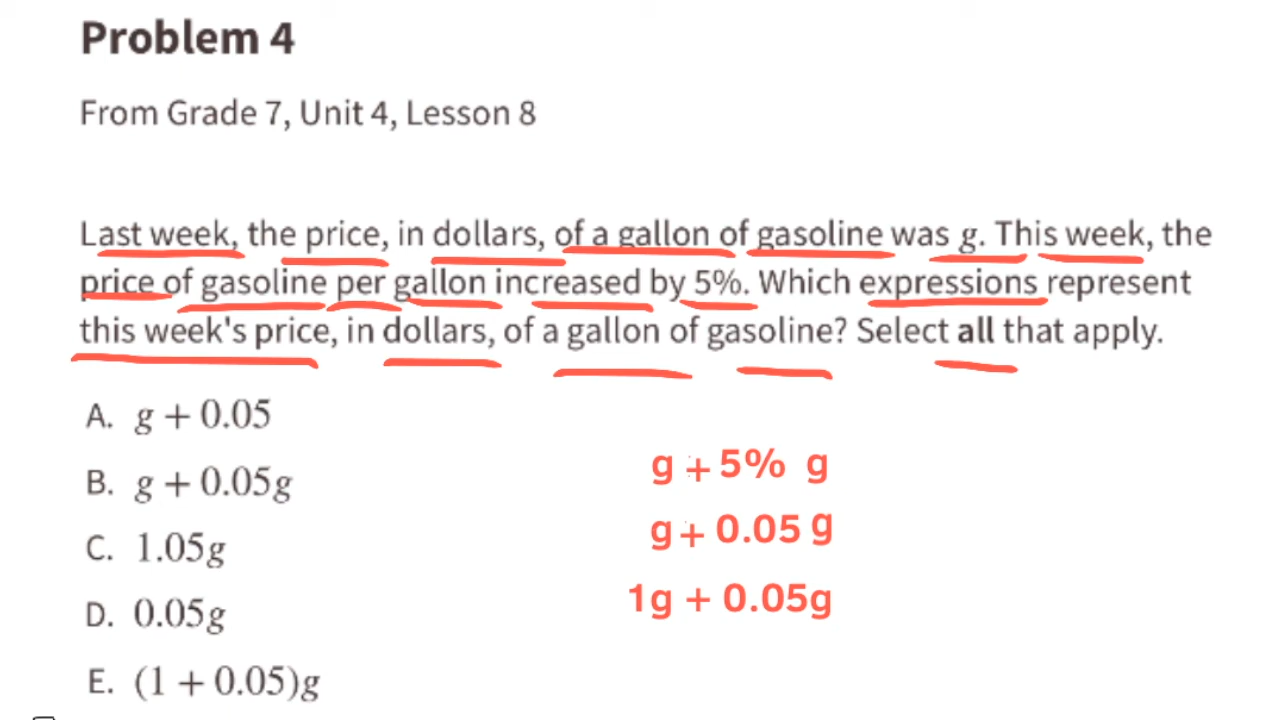 Problem 4
From Grade 7, Unit 4, Lesson 8
Last week, the price, in dollars, of a gallon of gasoline was g. This week, the
price of gasoline per gallon increased by 5%. Which expressions represent
this week's price, in dollars, of a gallon of gasoline? Select all that apply.
A. g + 0.05
B. g + 0.05g
C. 1.05g
D. 0.05g
E. (1 + 0.05)g
g + 5% g
g + 0.05 g
1g + 0.05g